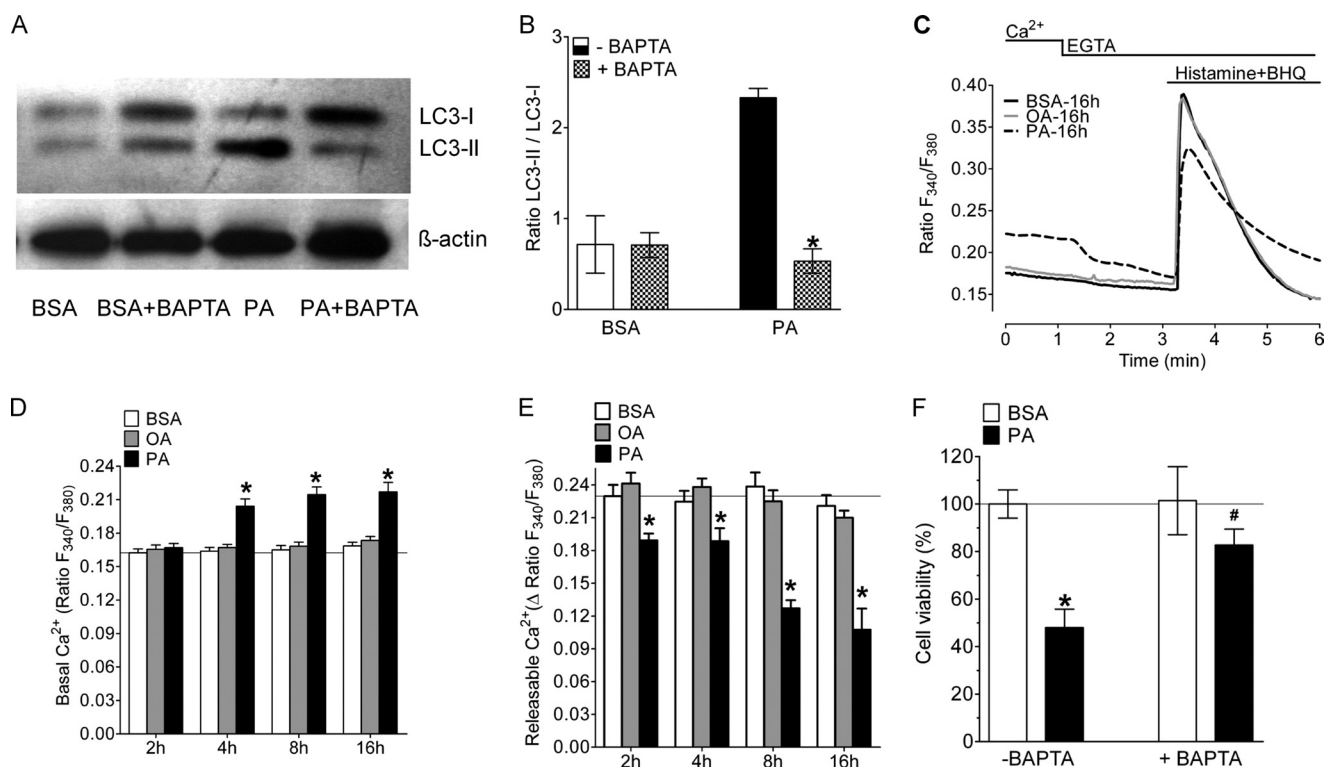 A
LC3-I
LC3-II
ß-actin
BSA BSA+BAPTA PA PA+BAPTA
B
Ratio LC3-II / LC3-I
3
2
1
0
- BAPTA
+ BAPTA
*
BSA PA
C
Ca²⁺
EGTA
Histamine+BHQ
Ratio F₃₄₀/F₃₈₀
0.40
0.35
0.30
0.25
0.20
0.15
BSA-16h
OA-16h
PA-16h
0 1 2 3 4 5 6
Time (min)
D
BSA
OA
PA
Basal Ca²⁺ (Ratio F₃₄₀/F₃₈₀)
0.24
0.21
0.18
0.15
0.12
0.09
0.06
0.03
0.00
* * *
2h 4h 8h 16h
E
BSA
OA
PA
Releasable Ca²⁺(Δ Ratio F₃₄₀/F₃₈₀)
0.24
0.21
0.18
0.15
0.12
0.09
0.06
0.03
0.00
* * * *
2h 4h 8h 16h
F
BSA
PA
Cell viability (%)
120
100
80
60
40
20
0
* #
-BAPTA + BAPTA